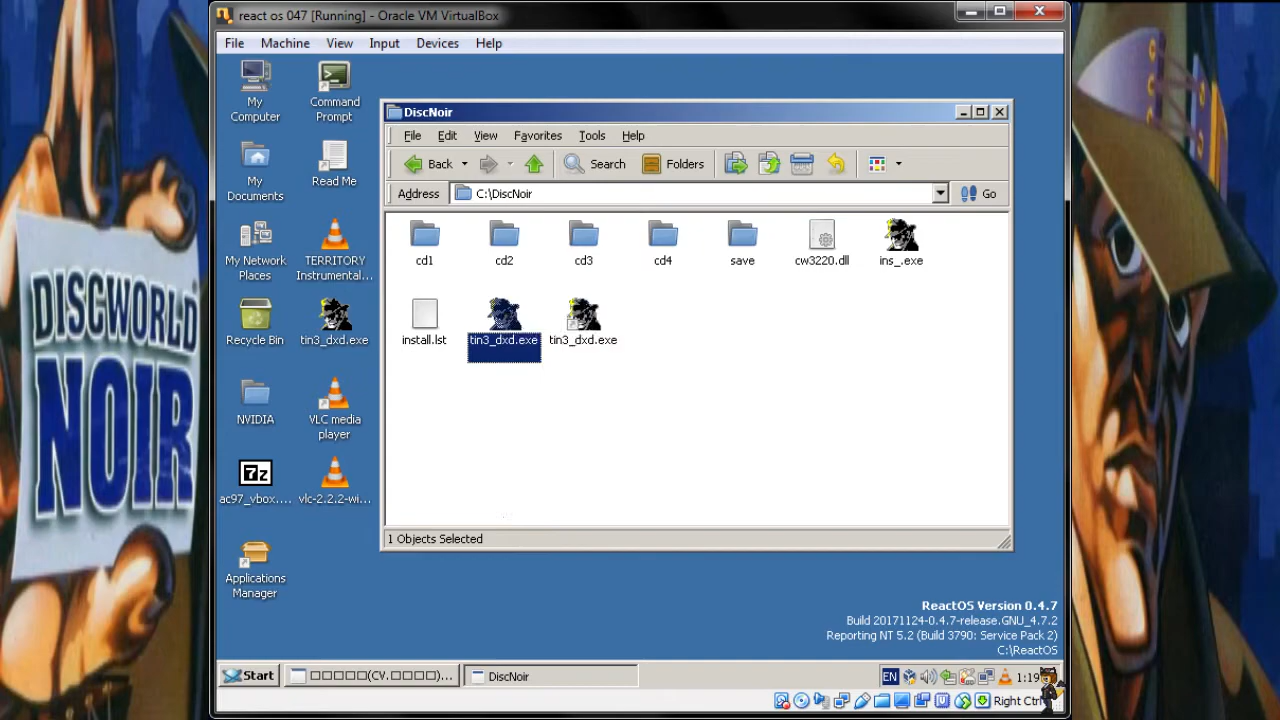 react os 047 [Running] - Oracle VM VirtualBox
File Machine View Input Devices Help
My Computer
Command Prompt
My Documents
Read Me
My Network Places
TERRITORY Instrumental...
Recycle Bin
tin3_dxd.exe
NVIDIA
VLC media player
7z
ac97_vbox....
vlc-2.2.2-wi...
Applications Manager
DiscNoir
File Edit View Favorites Tools Help
Back Search Folders
Address C:\DiscNoir Go
cd1 cd2 cd3 cd4 save cw3220.dll ins_.exe
install.lst tin3_dxd.exe tin3_dxd.exe
1 Objects Selected
ReactOS Version 0.4.7
Build 20171124-0.4.7-release.GNU_4.7.2
Reporting NT 5.2 (Build 3790: Service Pack 2)
C:\ReactOS
Start □□□□□(CV.□□□□)... DiscNoir EN 1:19
Right Ctrl
DISCWORLD
NOIR